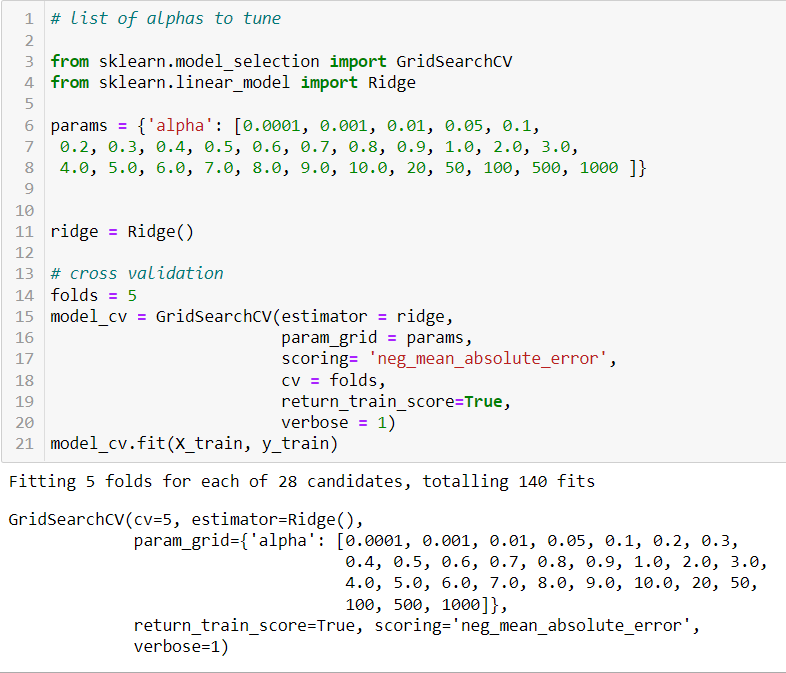 1 # list of alphas to tune
2
3 from sklearn.model_selection import GridSearchCV
4 from sklearn.linear_model import Ridge
5
6 params = {'alpha': [0.0001, 0.001, 0.01, 0.05, 0.1,
7  0.2, 0.3, 0.4, 0.5, 0.6, 0.7, 0.8, 0.9, 1.0, 2.0, 3.0,
8  4.0, 5.0, 6.0, 7.0, 8.0, 9.0, 10.0, 20, 50, 100, 500, 1000 ]}
9
10
11 ridge = Ridge()
12
13 # cross validation
14 folds = 5
15 model_cv = GridSearchCV(estimator = ridge,
16                         param_grid = params,
17                         scoring= 'neg_mean_absolute_error',
18                         cv = folds,
19                         return_train_score=True,
20                         verbose = 1)
21 model_cv.fit(X_train, y_train)
Fitting 5 folds for each of 28 candidates, totalling 140 fits
GridSearchCV(cv=5, estimator=Ridge(),
             param_grid={'alpha': [0.0001, 0.001, 0.01, 0.05, 0.1, 0.2, 0.3,
                                   0.4, 0.5, 0.6, 0.7, 0.8, 0.9, 1.0, 2.0, 3.0,
                                   4.0, 5.0, 6.0, 7.0, 8.0, 9.0, 10.0, 20, 50,
                                   100, 500, 1000]},
             return_train_score=True, scoring='neg_mean_absolute_error',
             verbose=1)